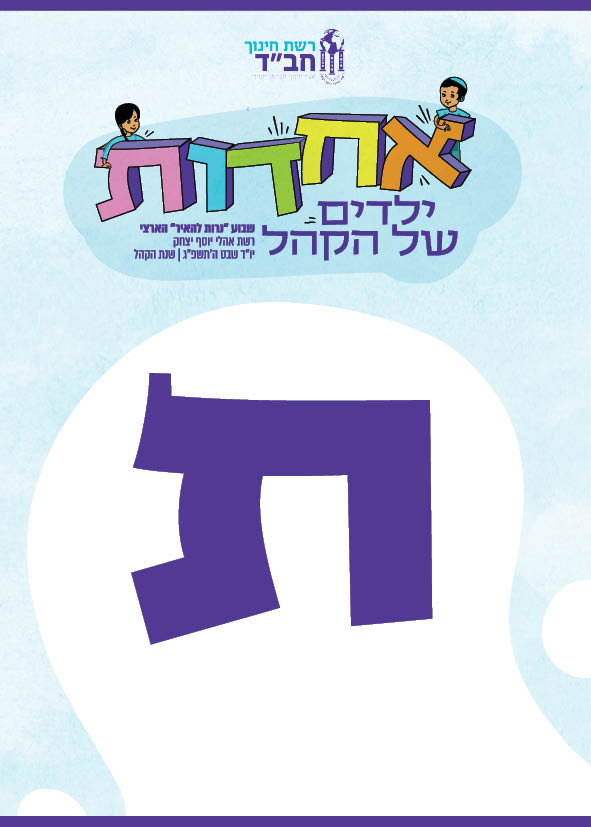 רשת חינוך
חב״ד
אחדות
ילדים
של הקהל
שבוע "נרות להאיר" הארצי
רשת אהלי יוסף יצחק
יו"ד שבט ה'תשפ"ג | שנת הקהל
ת